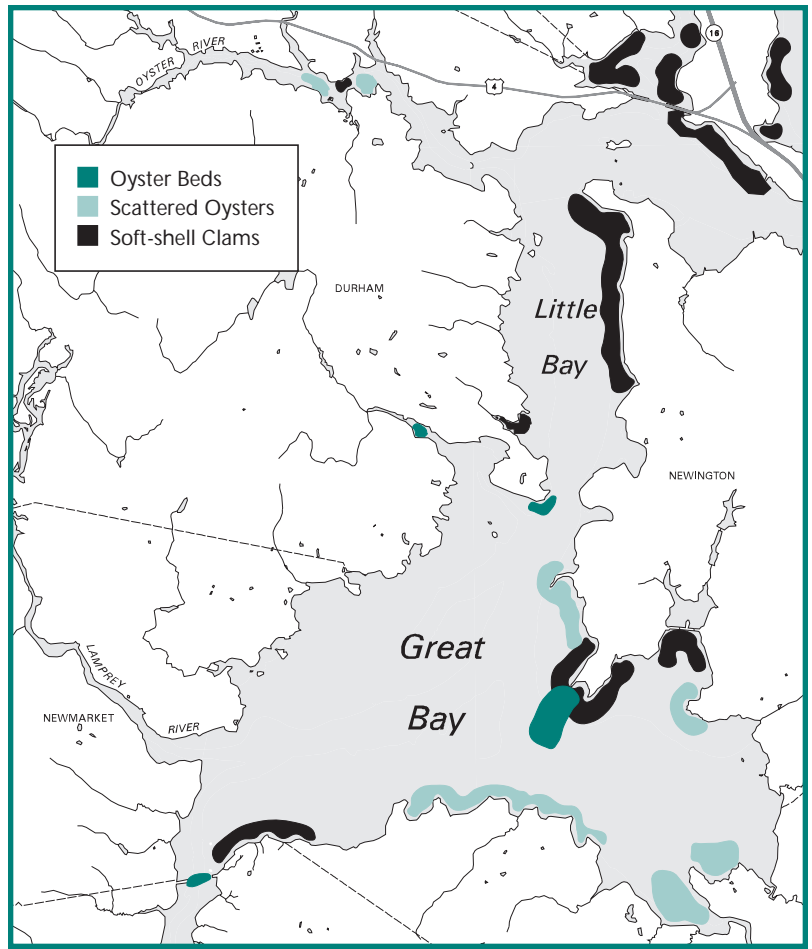 OYSTER RIVER
16
4
Oyster Beds
Scattered Oysters
Soft-shell Clams
DURHAM
Little
Bay
NEWINGTON
Great
Bay
LAMPREY
RIVER
NEWMARKET